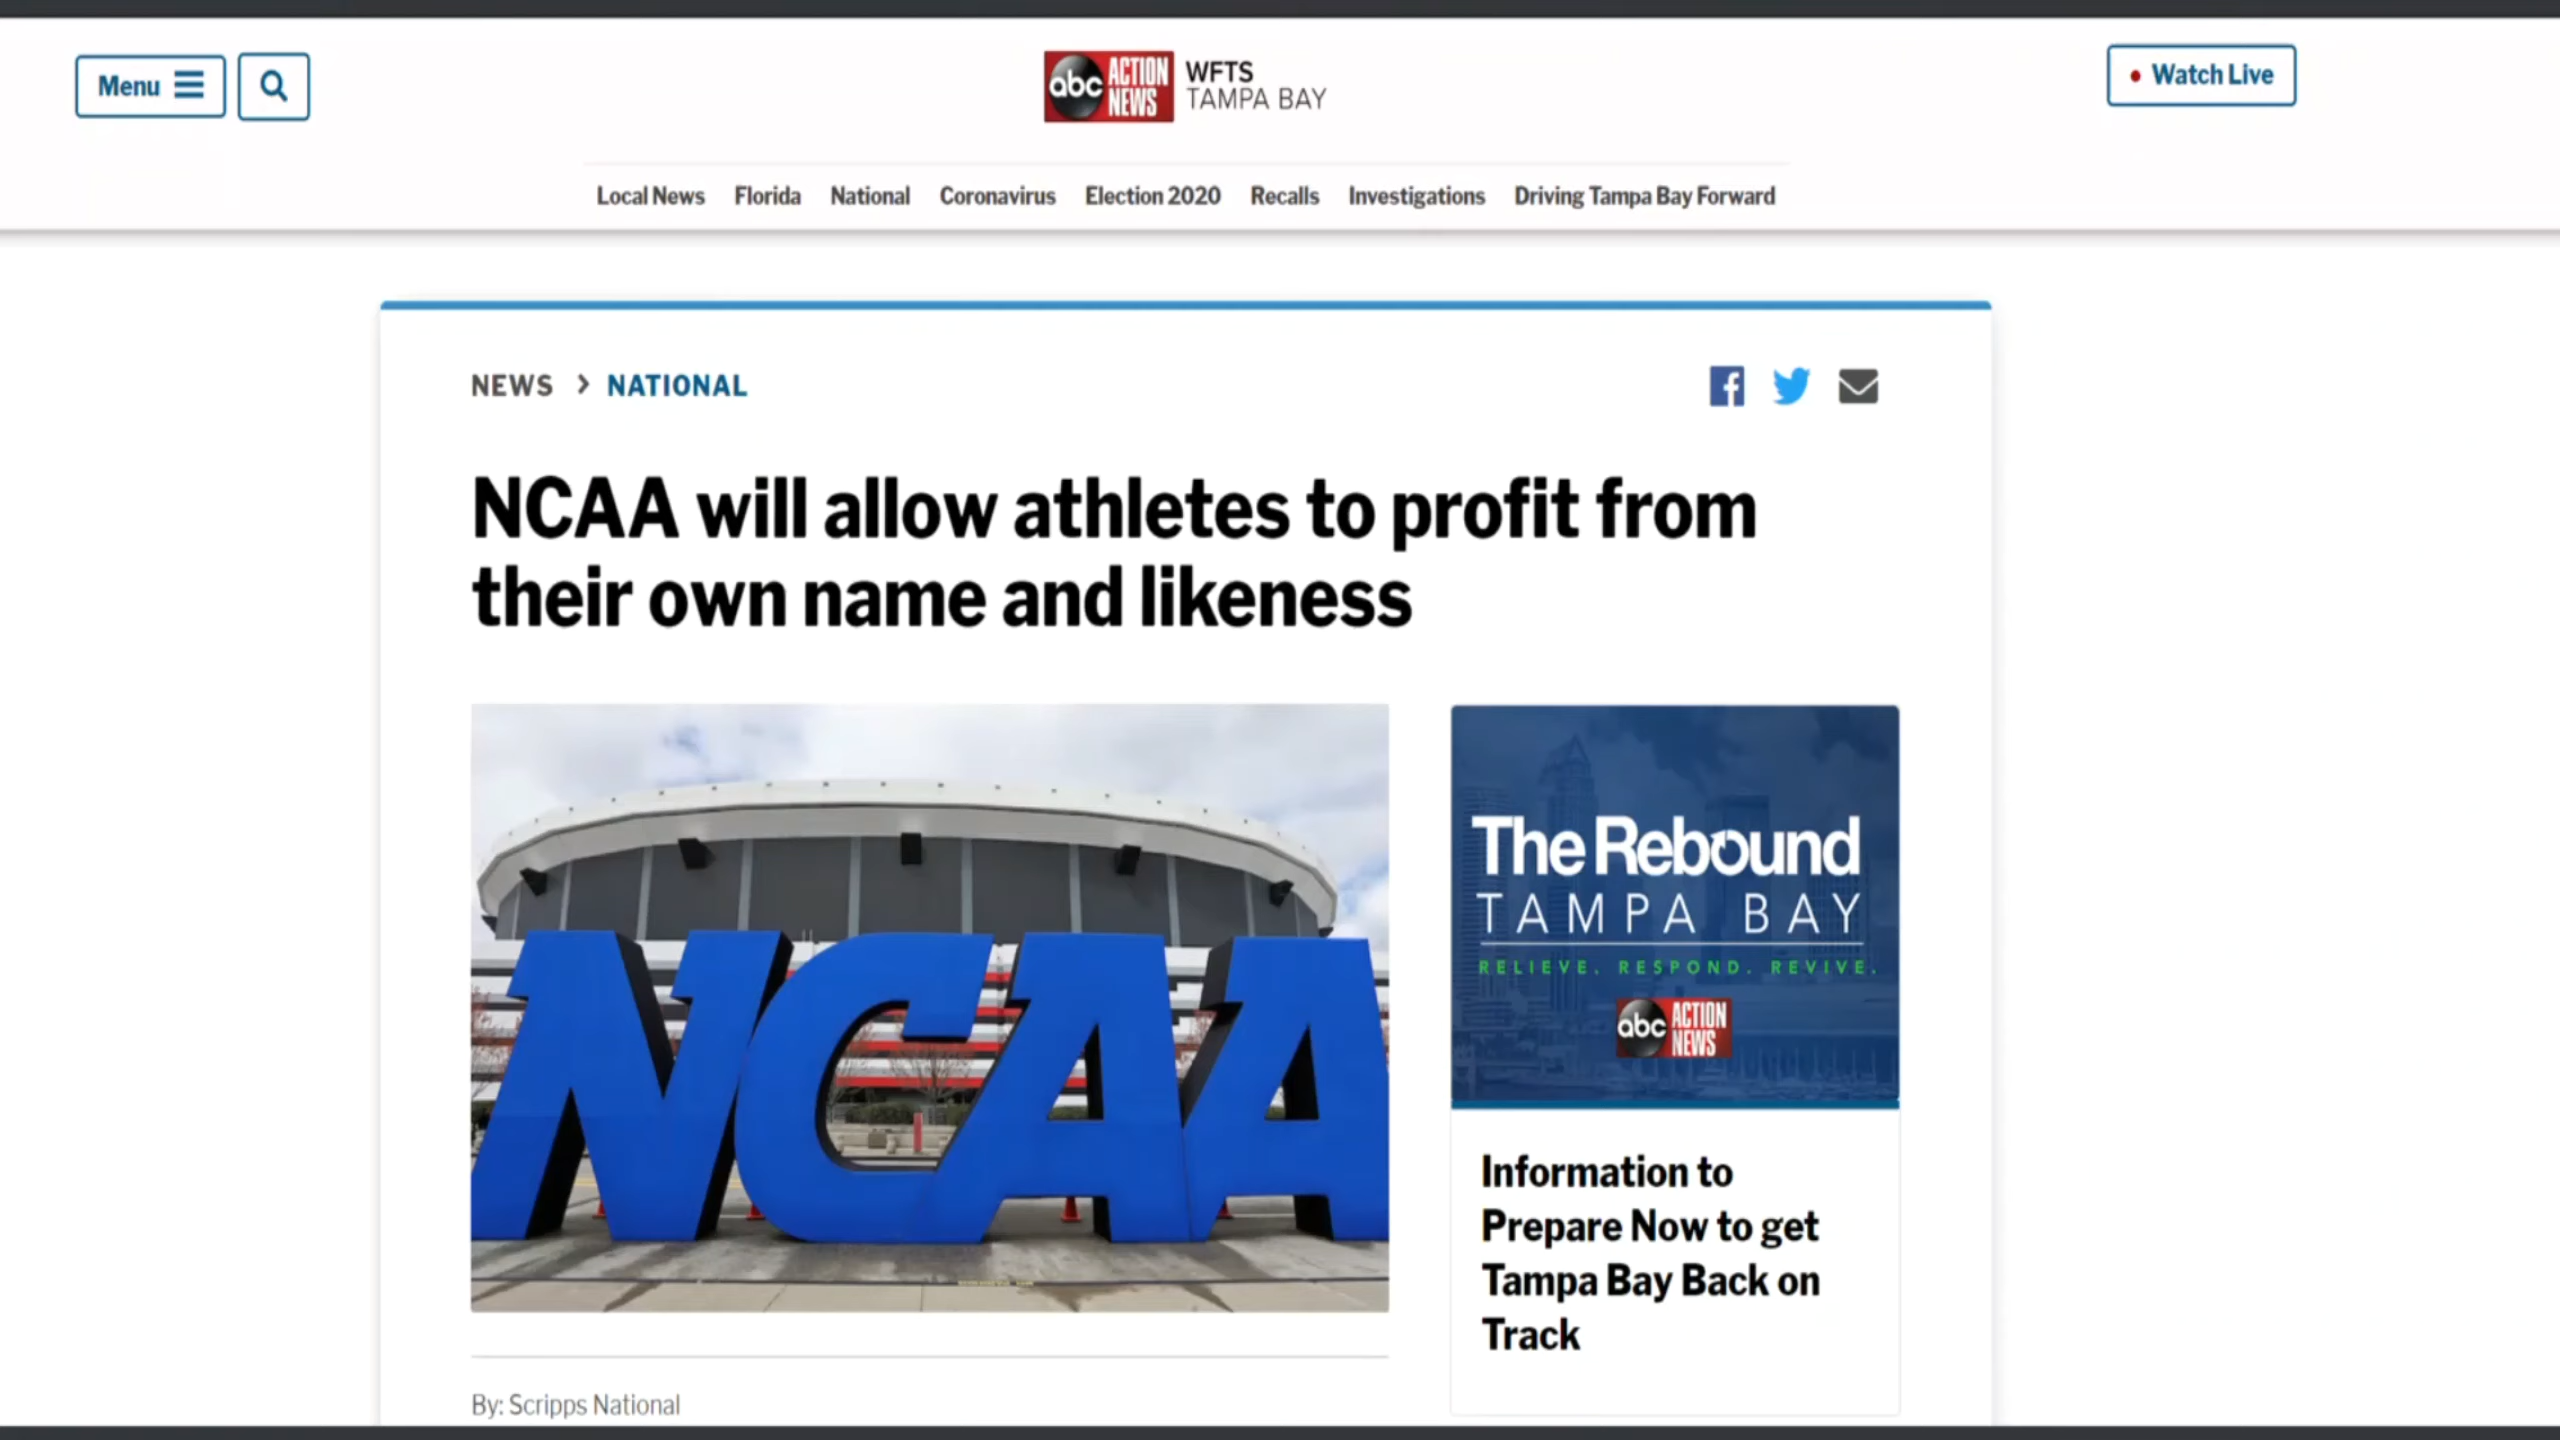 Menu
abc ACTION NEWS
WFTS
TAMPA BAY
Watch Live
Local News Florida National Coronavirus Election 2020 Recalls Investigations Driving Tampa Bay Forward
NEWS > NATIONAL
NCAA will allow athletes to profit from
their own name and likeness
NCAA
The Rebound
TAMPA BAY
RELIEVE. RESPOND. REVIVE.
abc ACTION NEWS
Information to
Prepare Now to get
Tampa Bay Back on
Track
By: Scripps National